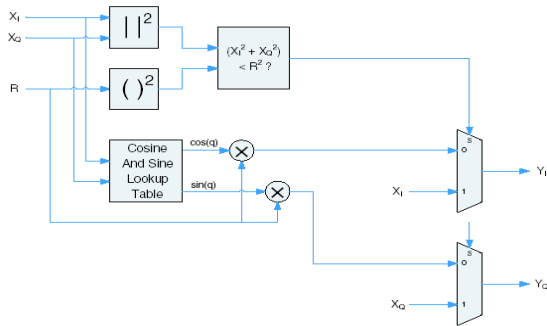 X_I
X_Q
| |²
(X_I² + X_Q²)
< R² ?
R
( )²
S
Cosine
And Sine
Lookup
Table
cos(q)
sin(q)
0
X_I
1
Y_I
S
0
X_Q
1
Y_Q